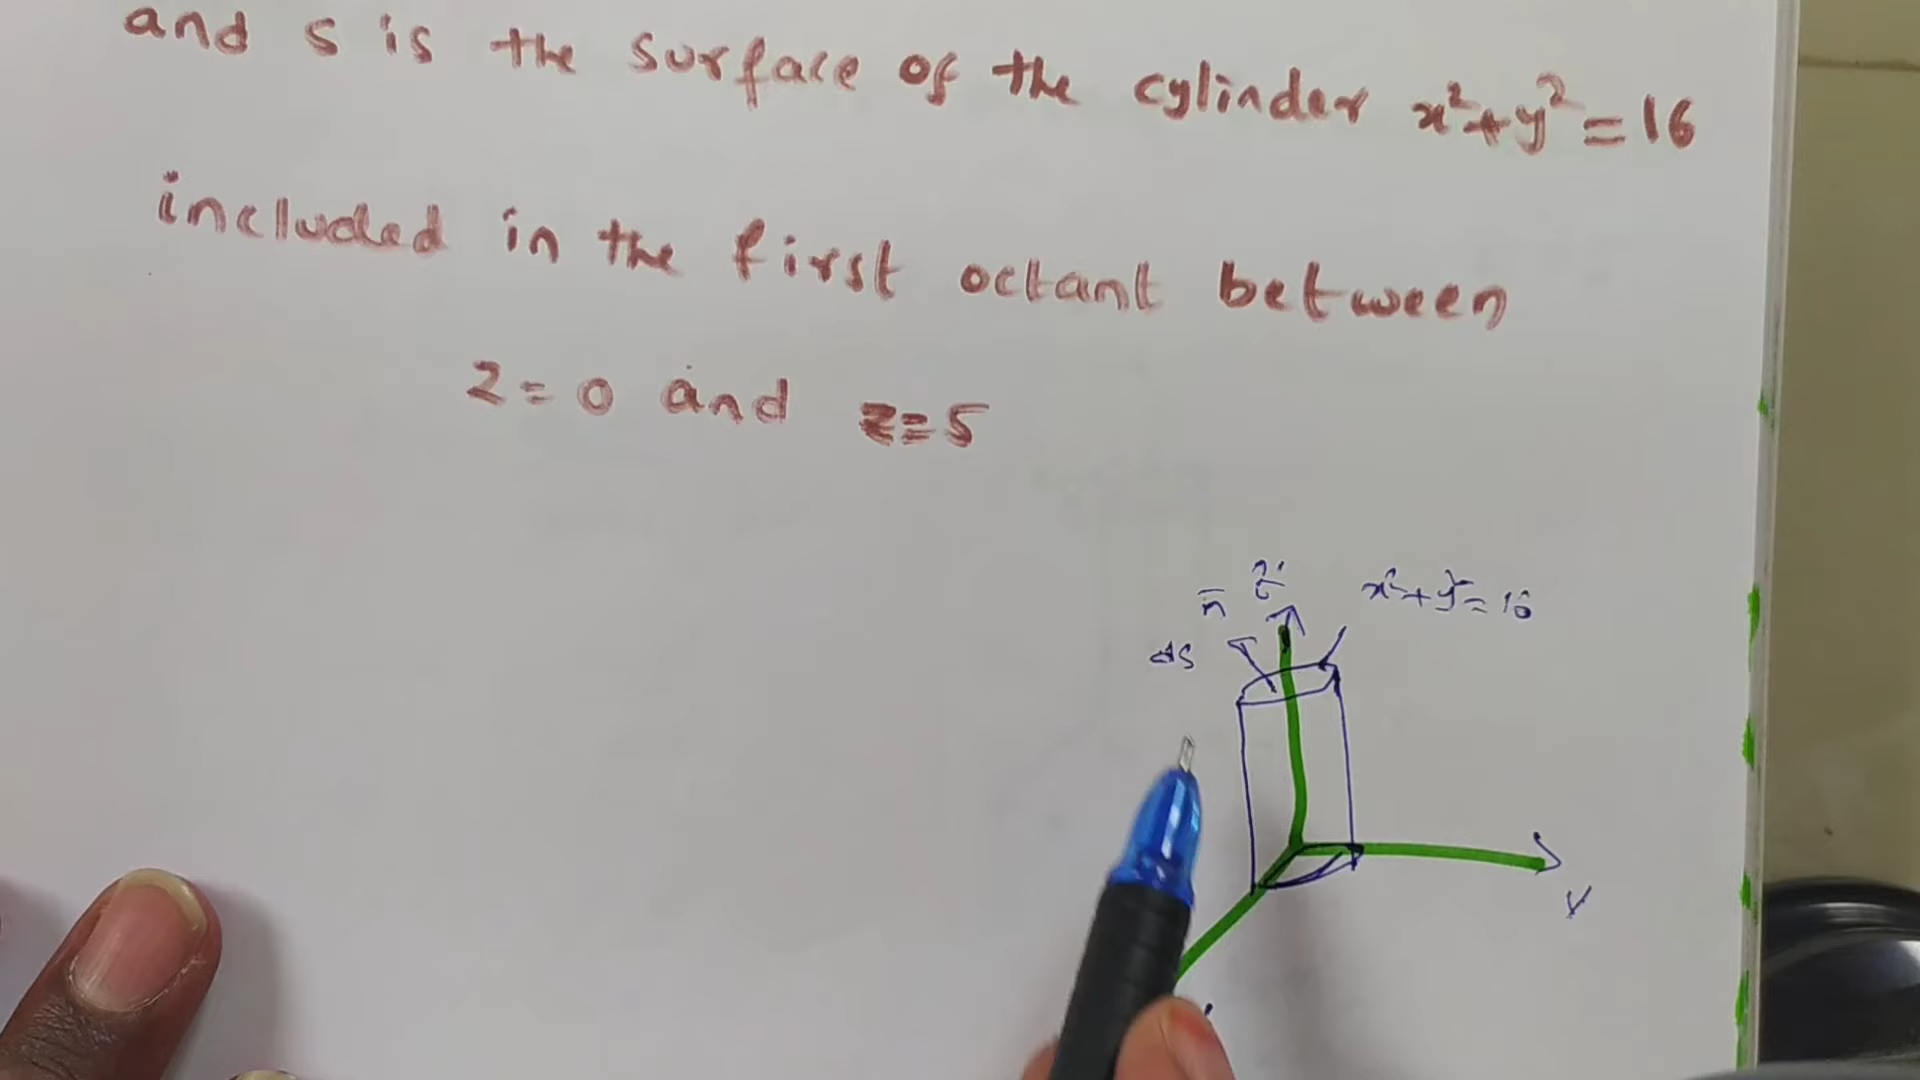 and s is the surface of the cylinder x²+y²=16
included in the first octant between
z=0 and z=5
n̅
x²+y²=16
ds
y